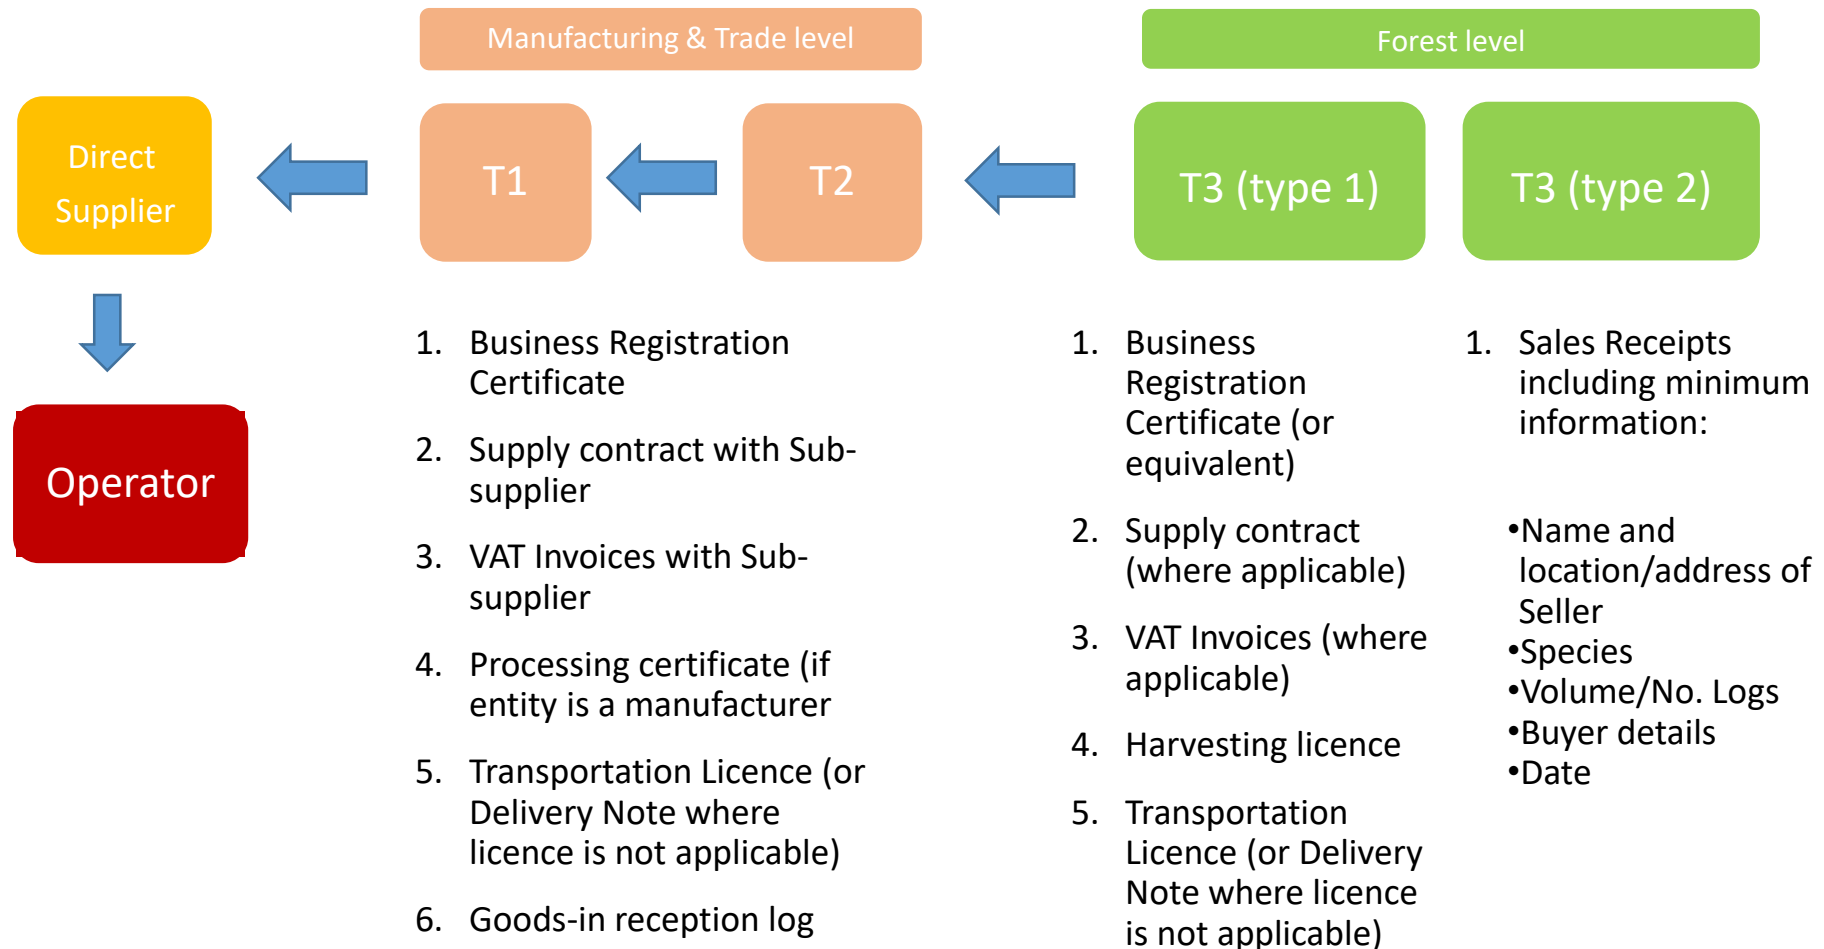 Manufacturing & Trade level
Forest level
Direct
Supplier
T1
T2
T3 (type 1)
T3 (type 2)
Operator
1. Business Registration
Certificate
2. Supply contract with Sub-
supplier
3. VAT Invoices with Sub-
supplier
4. Processing certificate (if
entity is a manufacturer
5. Transportation Licence (or
Delivery Note where
licence is not applicable)
6. Goods-in reception log
1. Business
Registration
Certificate (or
equivalent)
2. Supply contract
(where applicable)
3. VAT Invoices (where
applicable)
4. Harvesting licence
5. Transportation
Licence (or Delivery
Note where licence
is not applicable)
1. Sales Receipts
including minimum
information:
•Name and
location/address of
Seller
•Species
•Volume/No. Logs
•Buyer details
•Date